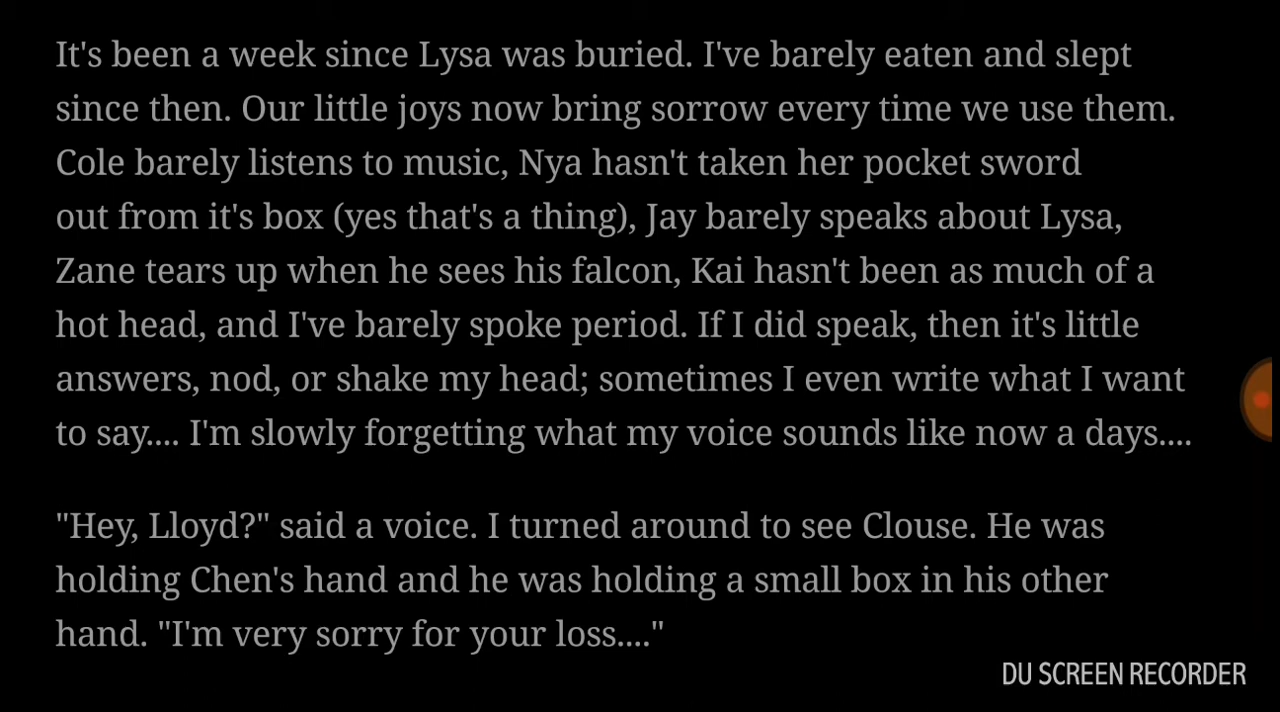 It's been a week since Lysa was buried. I've barely eaten and slept
since then. Our little joys now bring sorrow every time we use them.
Cole barely listens to music, Nya hasn't taken her pocket sword
out from it's box (yes that's a thing), Jay barely speaks about Lysa,
Zane tears up when he sees his falcon, Kai hasn't been as much of a
hot head, and I've barely spoke period. If I did speak, then it's little
answers, nod, or shake my head; sometimes I even write what I want
to say.... I'm slowly forgetting what my voice sounds like now a days....
"Hey, Lloyd?" said a voice. I turned around to see Clouse. He was
holding Chen's hand and he was holding a small box in his other
hand. "I'm very sorry for your loss...."
DU SCREEN RECORDER